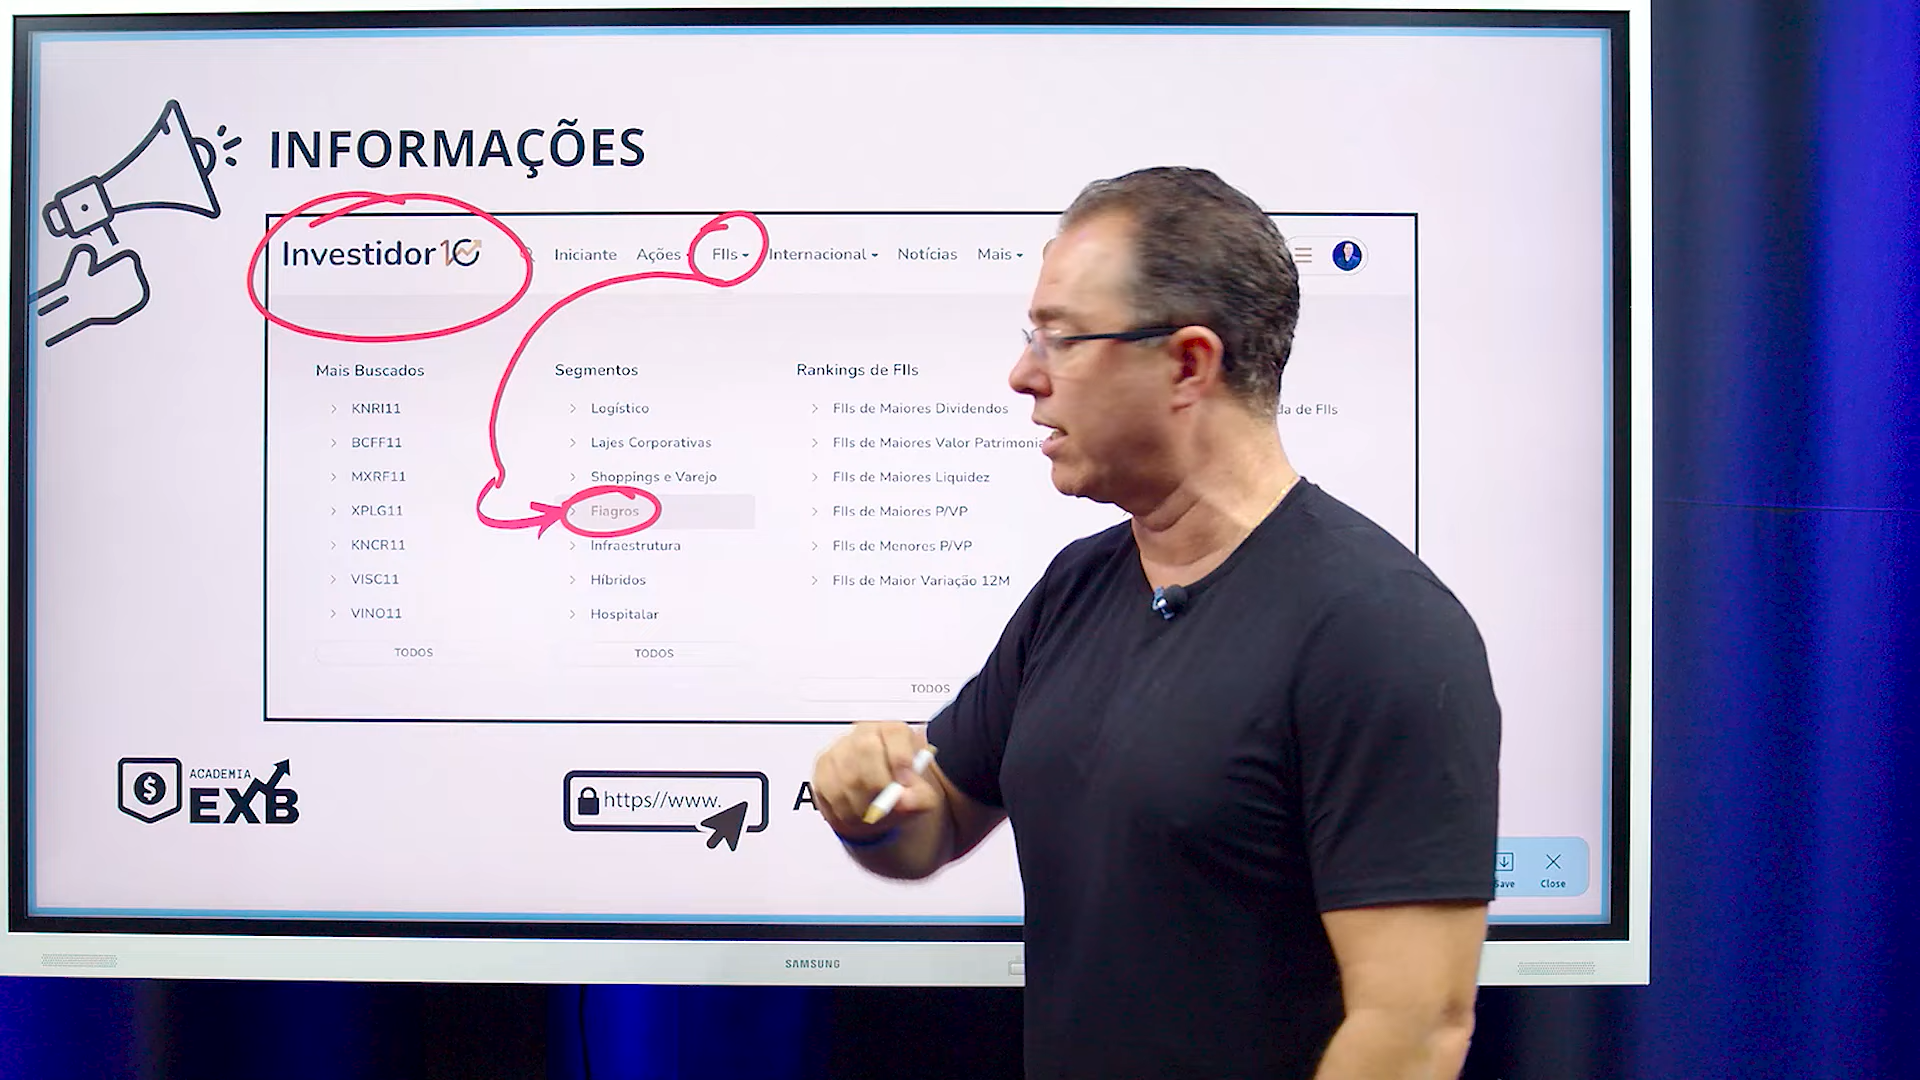 INFORMAÇÕES
Investidor10
Iniciante Ações FIIs Internacional Notícias Mais
Mais Buscados Segmentos Rankings de FIIs
KNRI11 Logístico FIIs de Maiores Dividendos da de FIIs
BCFF11 Lajes Corporativas FIIs de Maiores Valor Patrimonia
MXRF11 Shoppings e Varejo FIIs de Maiores Liquidez
XPLG11 Fiagros FIIs de Maiores P/VP
KNCR11 Infraestrutura FIIs de Menores P/VP
VISC11 Híbridos FIIs de Maior Variação 12M
VINO11 Hospitalar
TODOS TODOS
TODOS
ACADEMIA
EXB
https//www. A
Save Close
SAMSUNG